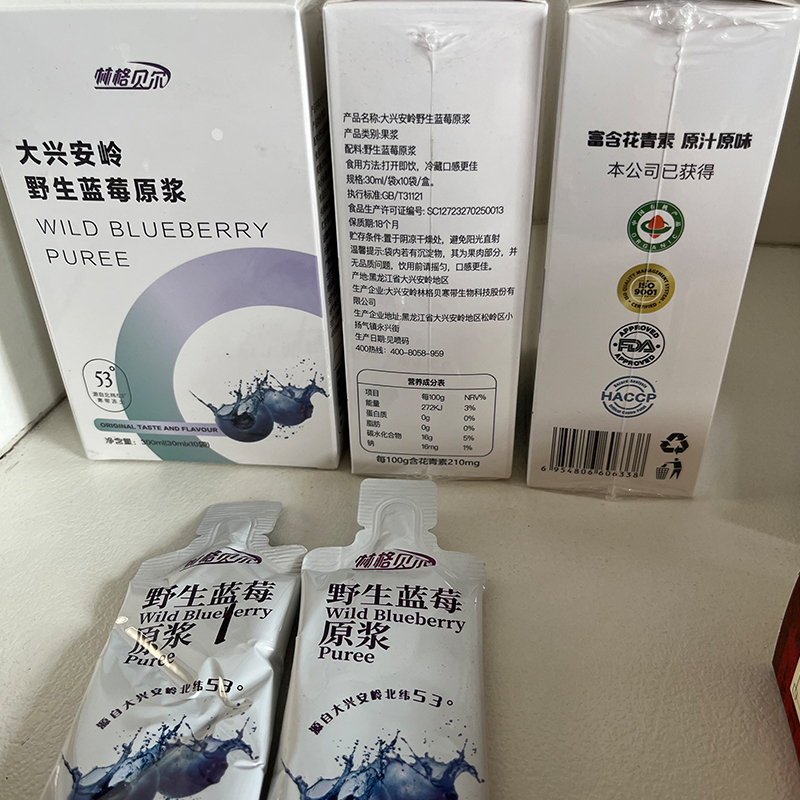 林格贝尔
大兴安岭
野生蓝莓原浆
WILD BLUEBERRY
PUREE
53°
ORIGINAL TASTE AND FLAVOUR
净含量: 300ml(30mlx10袋)
产品名称:大兴安岭野生蓝莓原浆
产品类别:果浆
配料:野生蓝莓原浆
食用方法:打开即饮，冷藏口感更佳
规格:30ml/袋x10袋/盒。
执行标准:GB/T31121
食品生产许可证编号: SC12723270250013
保质期:18个月
贮存条件:置于阴凉干燥处，避免阳光直射
温馨提示:袋内若有沉淀物，其为果肉部分，并
无品质问题，饮用前请摇匀，口感更佳。
产地:黑龙江省大兴安岭地区
生产企业:大兴安岭林格贝寒带生物科技股份有
限公司
生产企业地址:黑龙江省大兴安岭地区松岭区小
扬气镇永兴街
生产日期:见喷码
400热线: 400-8058-959
营养成分表
项目 每100g NRV%
能量 272KJ 3%
蛋白质 0g 0%
脂肪 0g 0%
碳水化合物 16g 5%
16mg 1%
每100g含花青素210mg
富含花青素 原汁原味
本公司已获得
中国有机产品
ORGANIC
ISO
9001
CERTIFIED
APPROVED
FDA
APPROVED
HACCP
6 954806 606338
林格贝尔
野生蓝莓
Wild Blueberry
原浆
Puree
源自大兴安岭北纬53°
林格贝尔
野生蓝莓
Wild Blueberry
原浆
Puree
源自大兴安岭北纬53°